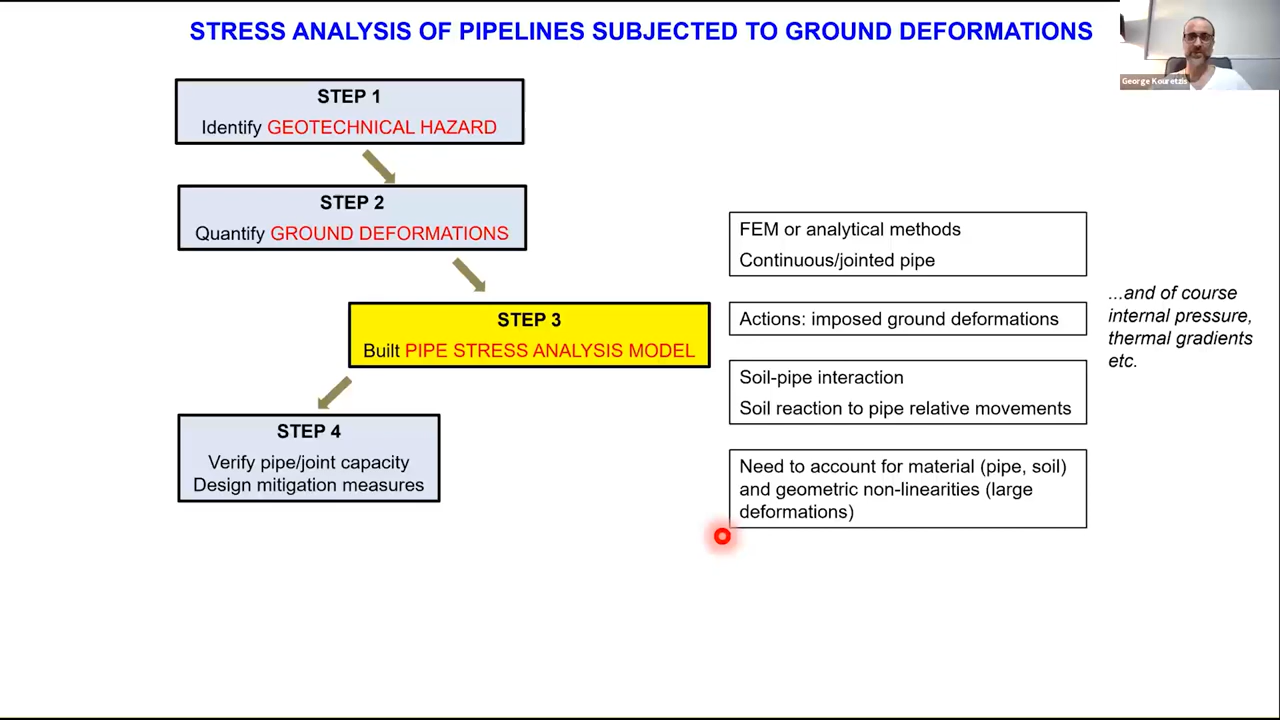 STRESS ANALYSIS OF PIPELINES SUBJECTED TO GROUND DEFORMATIONS
George Kouretzis
STEP 1
Identify GEOTECHNICAL HAZARD
STEP 2
Quantify GROUND DEFORMATIONS
STEP 3
Built PIPE STRESS ANALYSIS MODEL
STEP 4
Verify pipe/joint capacity
Design mitigation measures
FEM or analytical methods
Continuous/jointed pipe
Actions: imposed ground deformations
Soil-pipe interaction
Soil reaction to pipe relative movements
Need to account for material (pipe, soil)
and geometric non-linearities (large
deformations)
...and of course
internal pressure,
thermal gradients
etc.